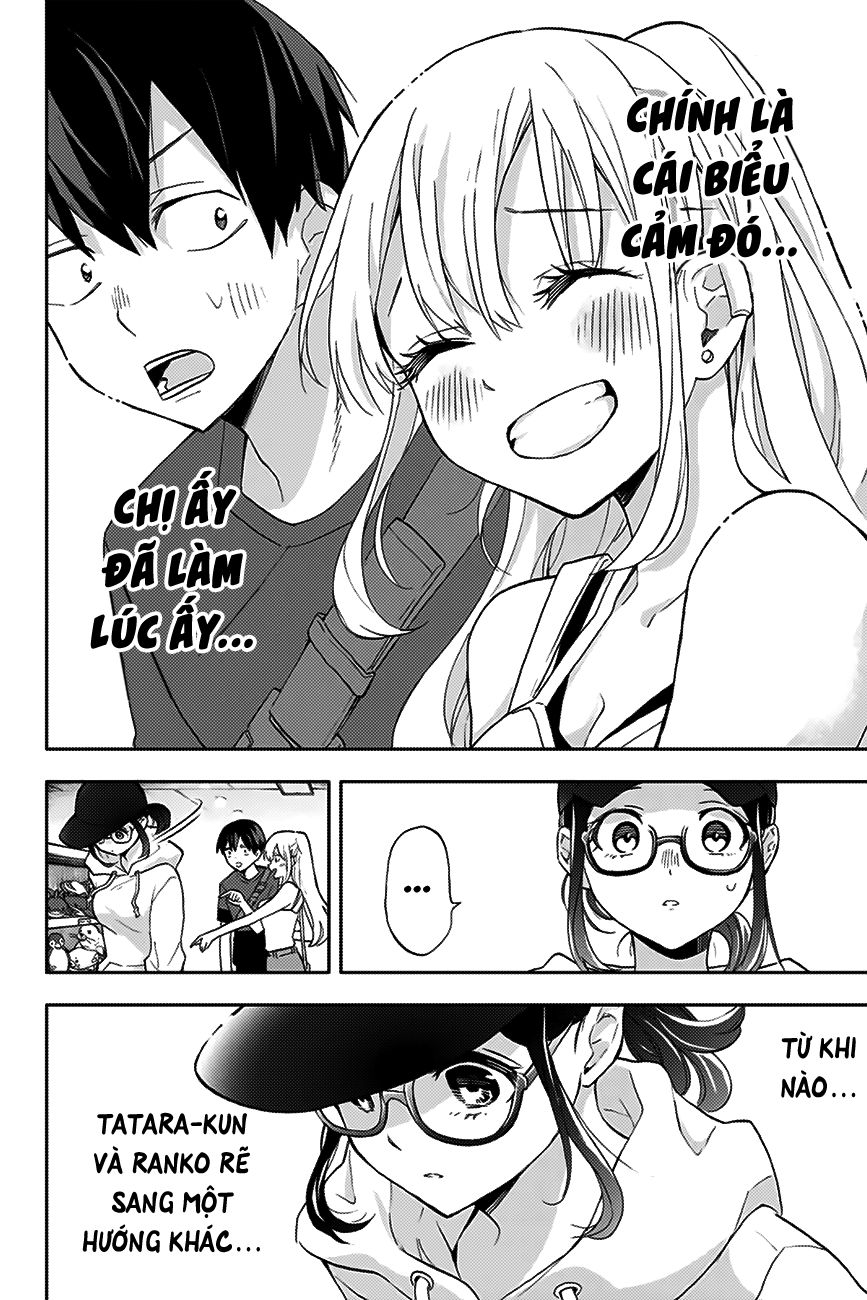 CHÍNH LÀ
CÁI BIỂU
CẢM ĐÓ...
CHỊ ẤY
ĐÃ LÀM
LÚC ẤY...
...
TỪ KHI
NÀO...
TATARA-KUN
VÀ RANKO RẼ
SANG MỘT
HƯỚNG KHÁC...